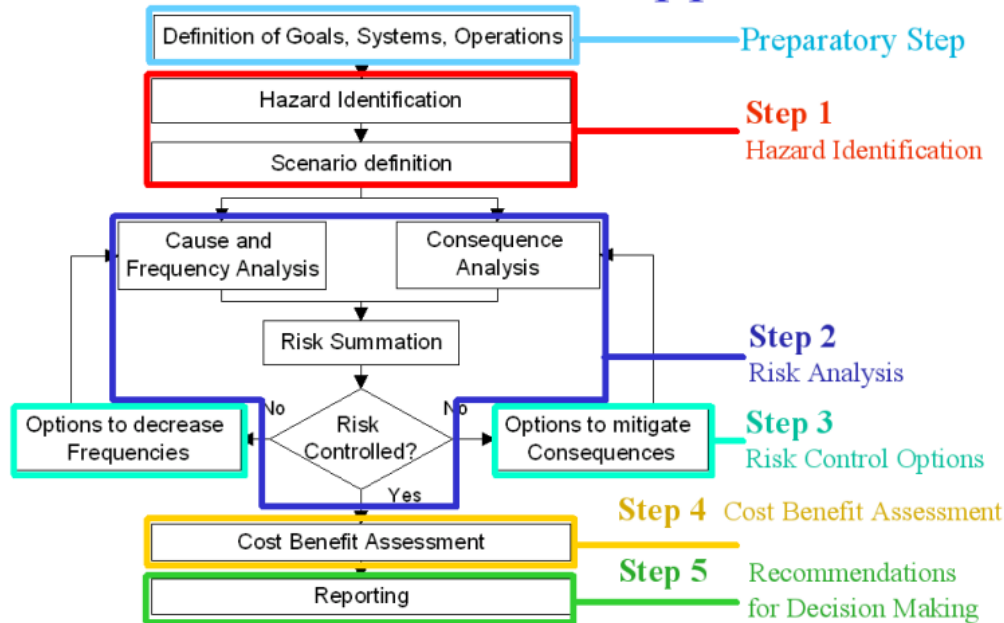 Definition of Goals, Systems, Operations
Preparatory Step
Hazard Identification
Step 1
Hazard Identification
Scenario definition
Cause and
Frequency Analysis
Consequence
Analysis
Risk Summation
Step 2
Risk Analysis
No
No
Options to decrease
Frequencies
Risk
Controlled?
Options to mitigate
Consequences
Step 3
Risk Control Options
Yes
Step 4 Cost Benefit Assessment
Cost Benefit Assessment
Step 5 Recommendations
for Decision Making
Reporting